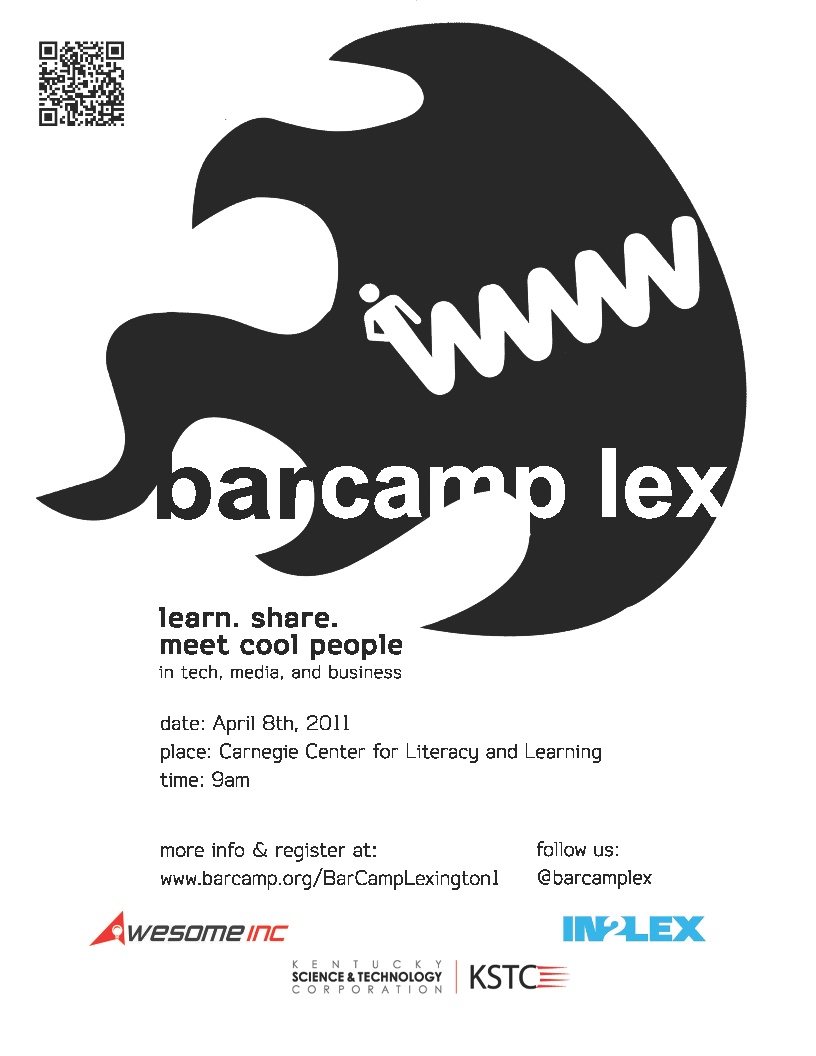 barcamp lex
learn. share.
meet cool people
in tech, media, and business
date: April 8th, 2011
place: Carnegie Center for Literacy and Learning
time: 9am
more info & register at:
www.barcamp.org/BarCampLexington1
follow us:
@barcamplex
AWESOME INC
IN2LEX
KENTUCKY
SCIENCE & TECHNOLOGY
CORPORATION
KSTC